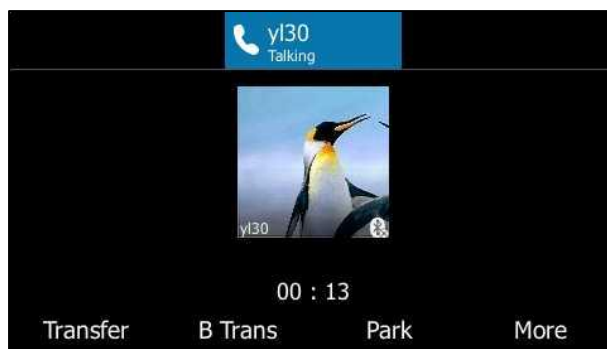 yl30
Talking
yl30
00 : 13
Transfer B Trans Park More